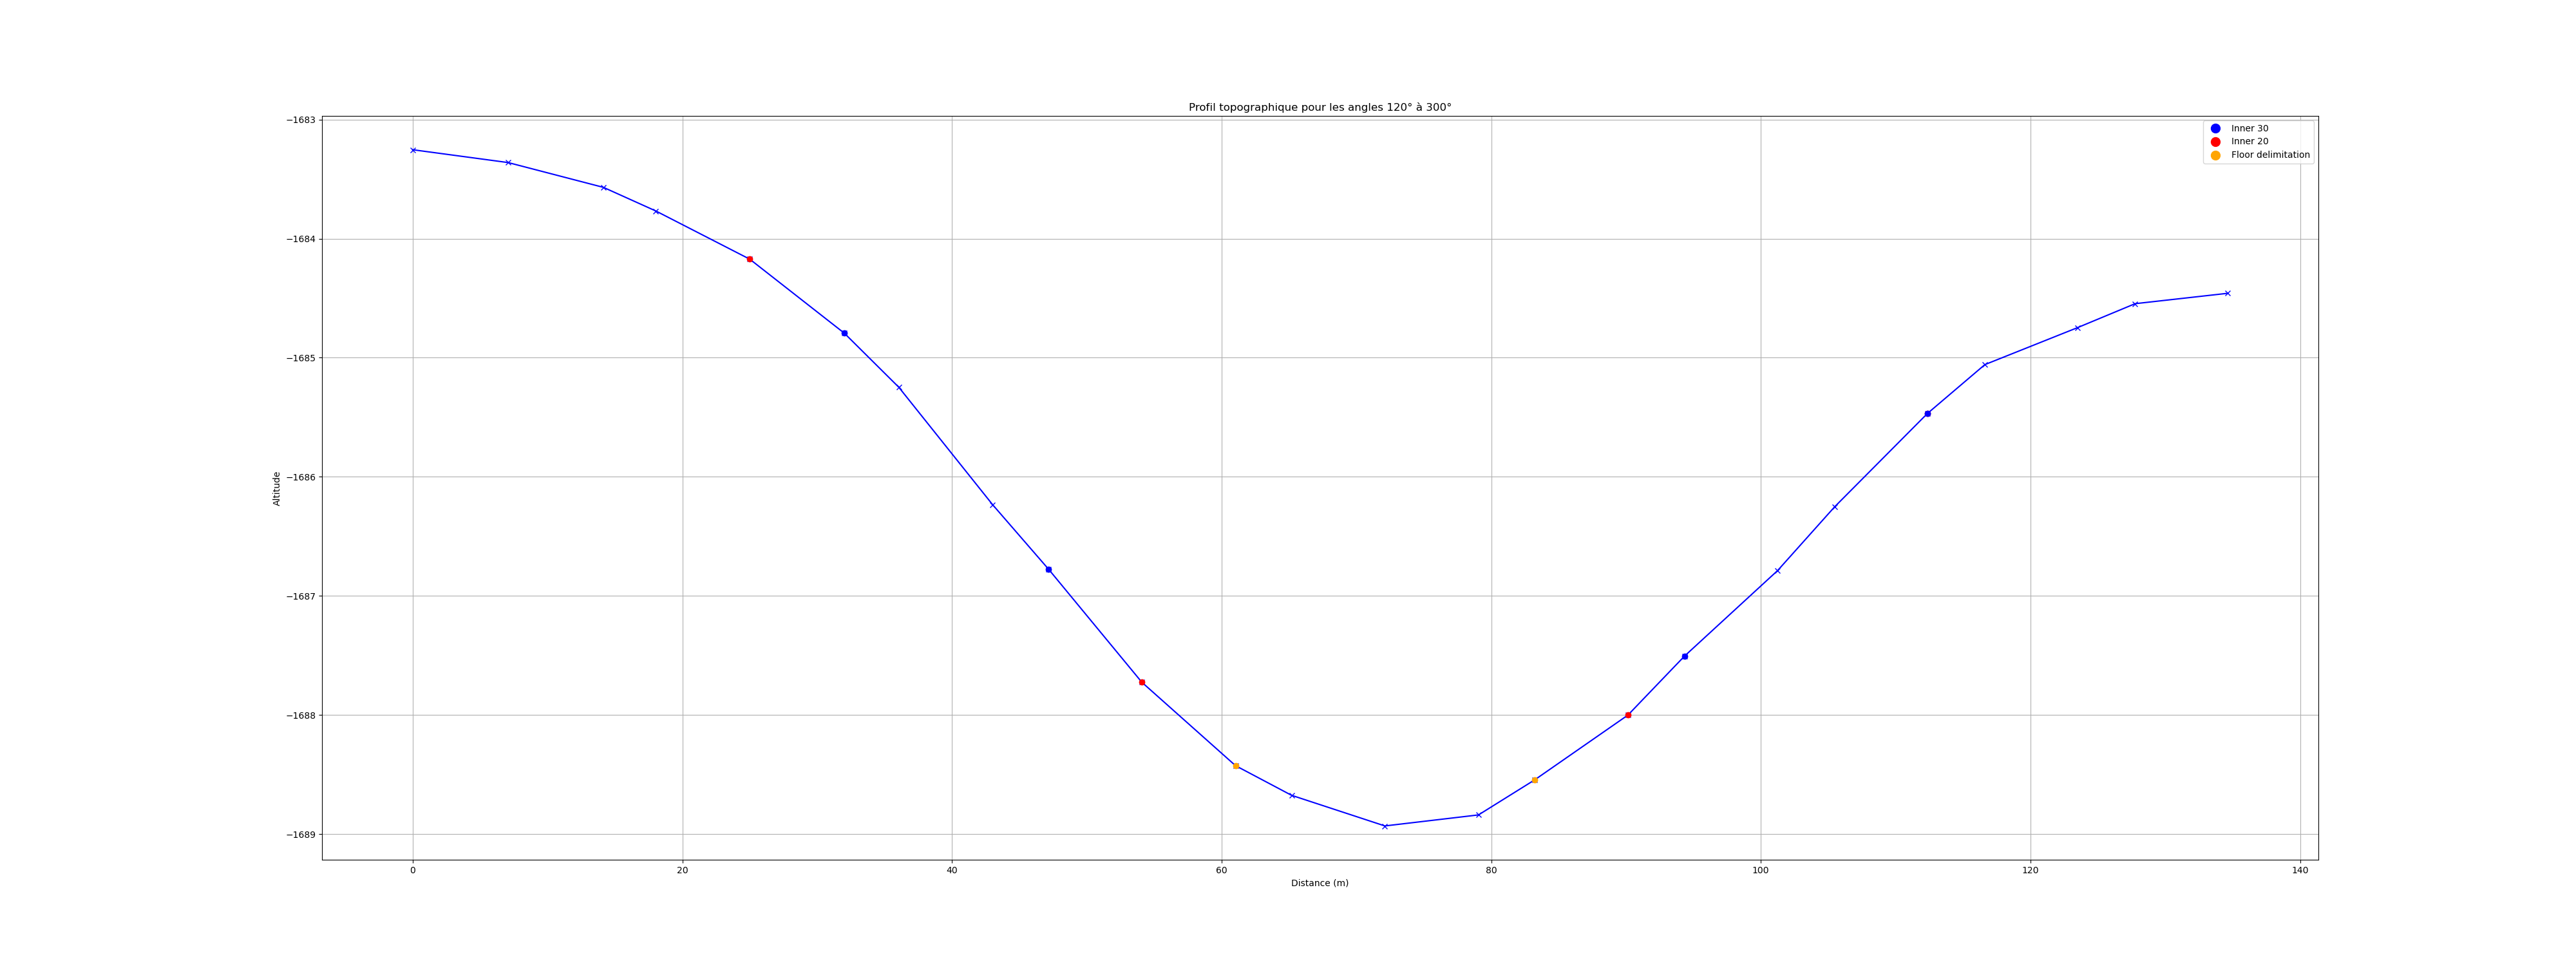 Profil topographique pour les angles 120° à 300°
−1683
−1684
−1685
−1686
−1687
−1688
−1689
Altitude
Inner 30
Inner 20
Floor delimitation
0 20 40 60 80 100 120 140
Distance (m)